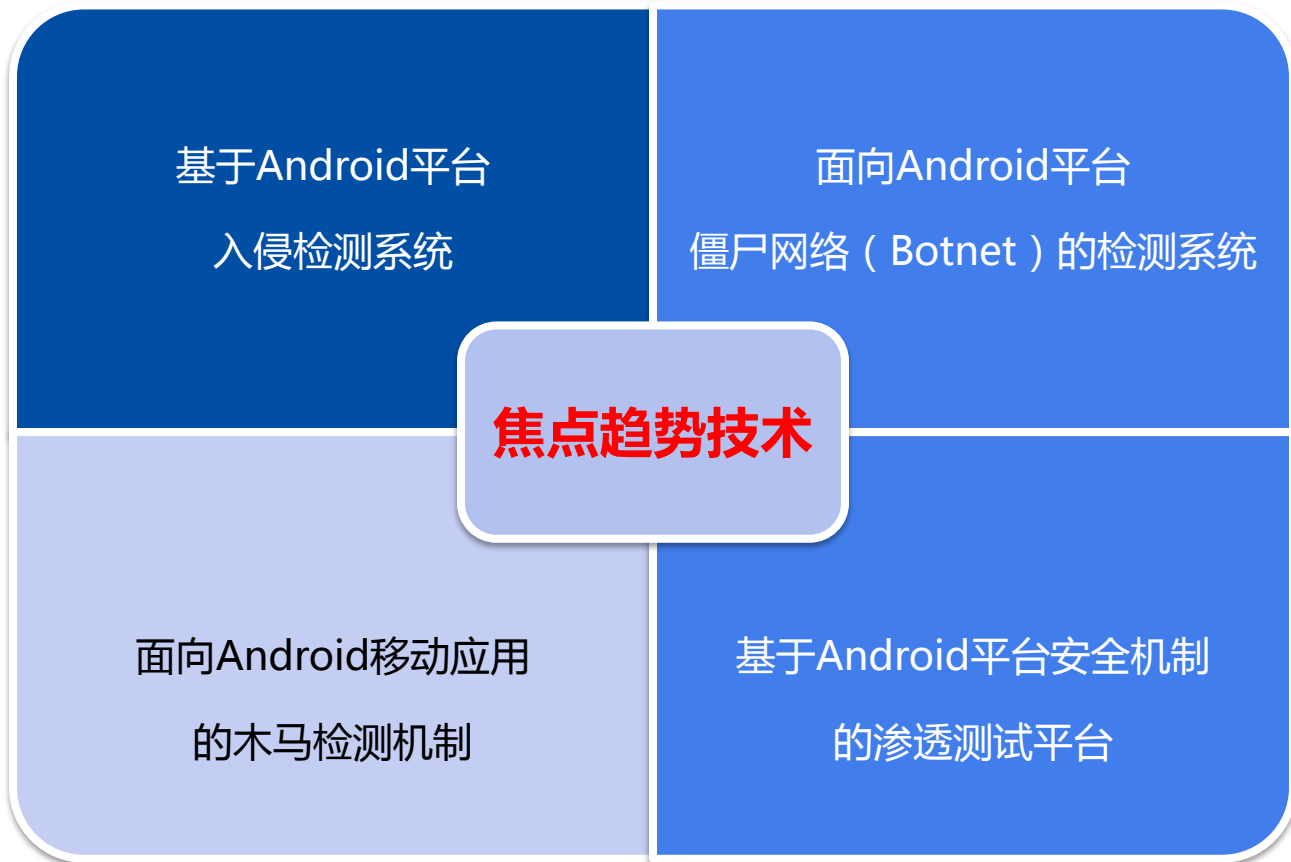 基于Android平台
入侵检测系统
面向Android平台
僵尸网络（Botnet）的检测系统
焦点趋势技术
面向Android移动应用
的木马检测机制
基于Android平台安全机制
的渗透测试平台